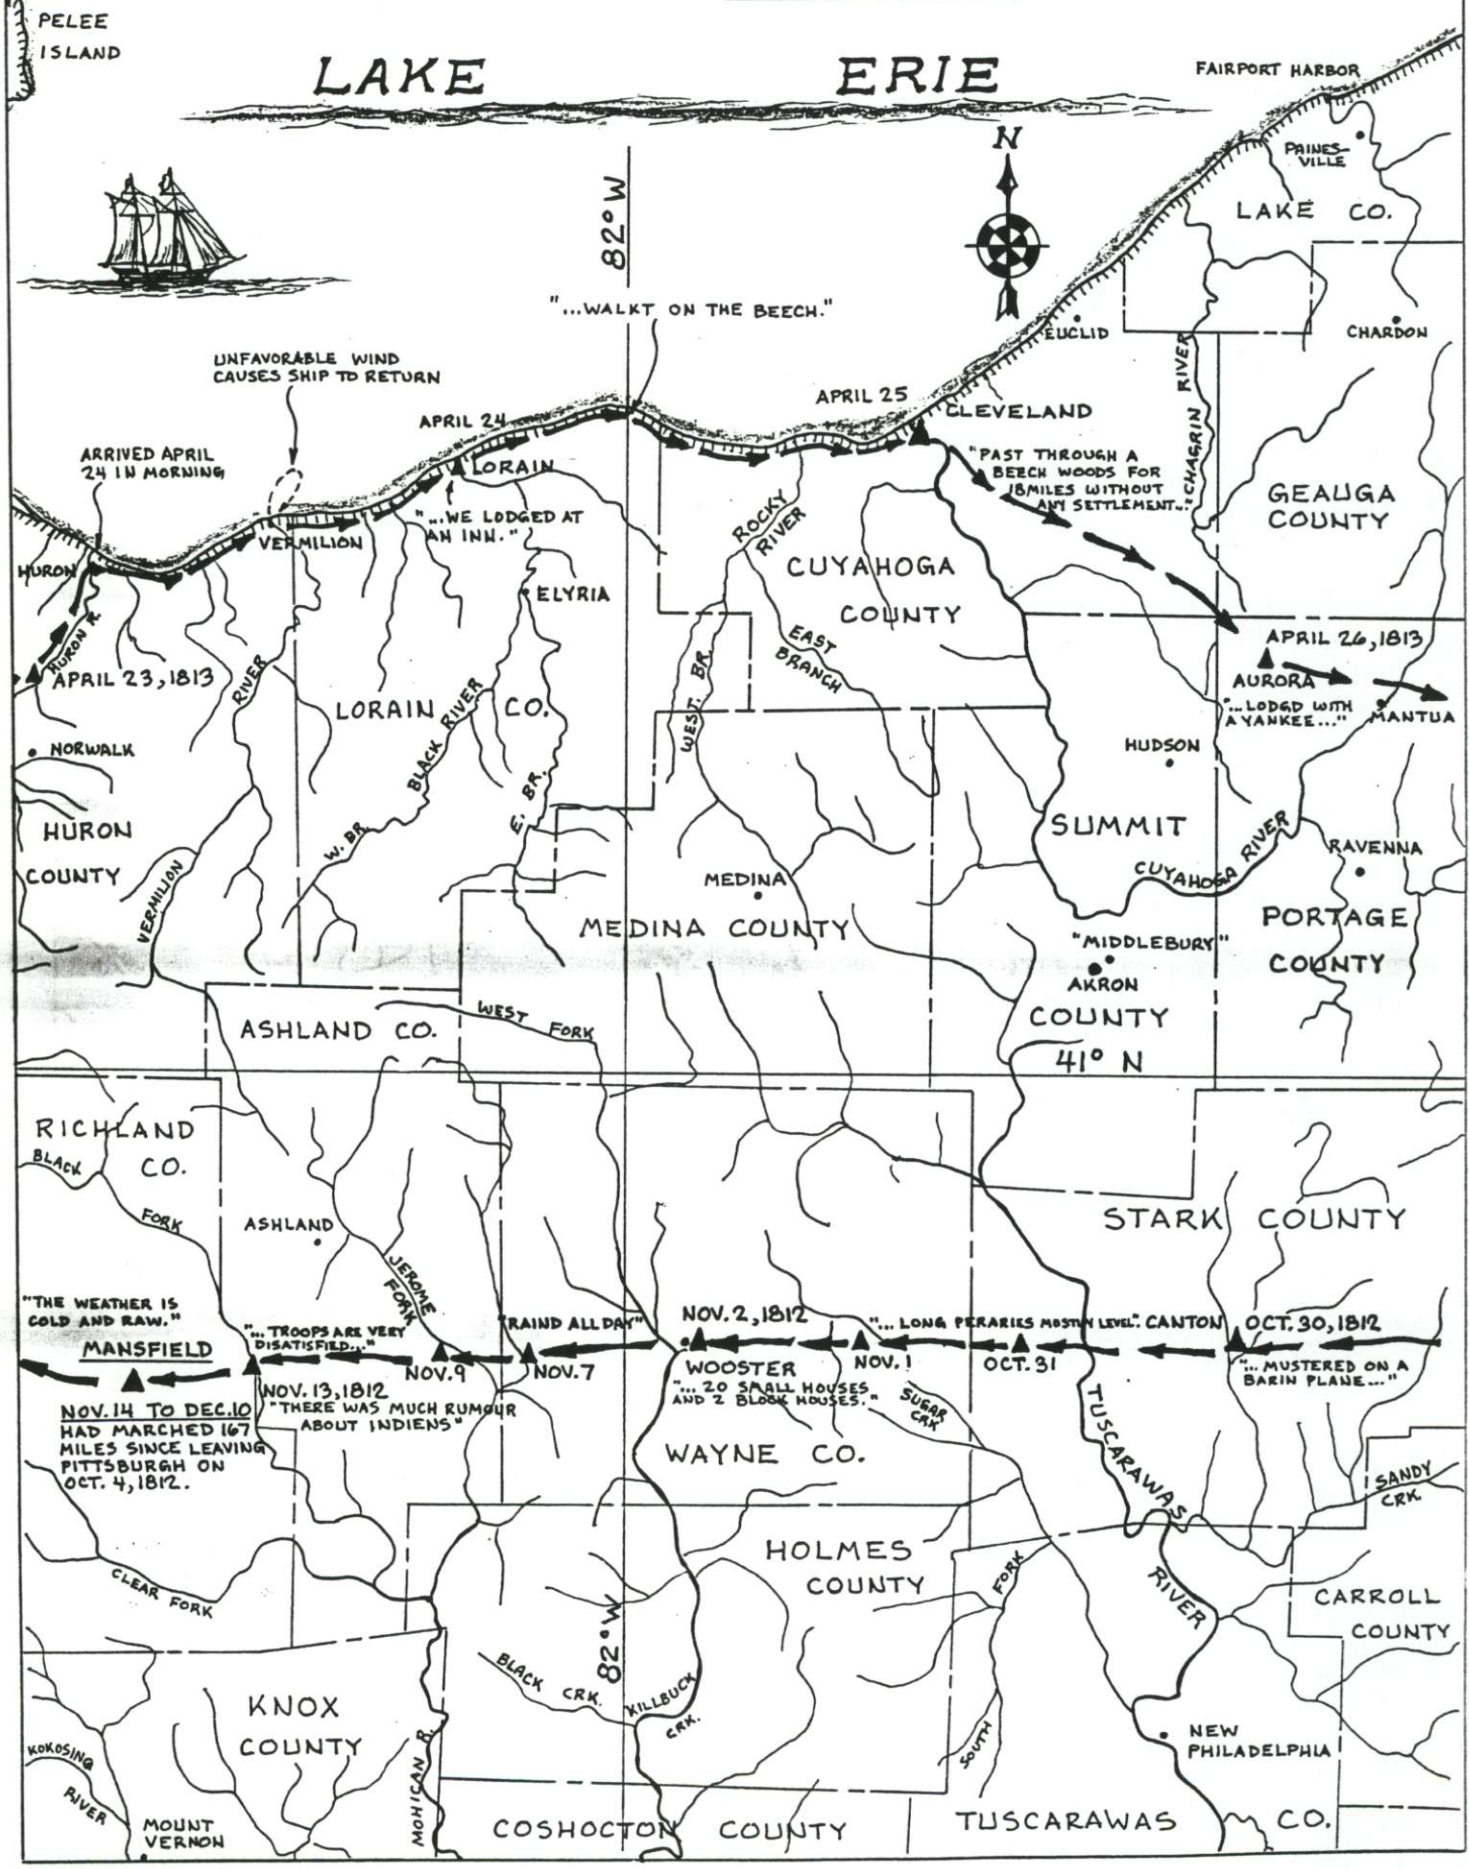 PELEE
ISLAND
LAKE ERIE
FAIRPORT HARBOR
N
PAINES-
VILLE
LAKE CO.
82°W
"...WALKT ON THE BEECH."
EUCLID
CHARDON
UNFAVORABLE WIND
CAUSES SHIP TO RETURN
CHAGRIN RIVER
APRIL 24
APRIL 25
CLEVELAND
ARRIVED APRIL
24 IN MORNING
LORAIN
"PAST THROUGH A
BEECH WOODS FOR
18 MILES WITHOUT
ANY SETTLEMENT..."
GEAUGA
COUNTY
"...WE LODGED AT
AN INN."
VERMILION
ROCKY
RIVER
HURON
CUYAHOGA
COUNTY
ELYRIA
HURON R.
EAST
BRANCH
APRIL 26, 1813
APRIL 23, 1813
AURORA
"...LODGD WITH
A YANKEE..."
MANTUA
RIVER
LORAIN CO.
BLACK RIVER
WEST. BR.
NORWALK
HUDSON
HURON
COUNTY
W. BR.
E. BR.
SUMMIT
CUYAHOGA RIVER
RAVENNA
VERMILION
MEDINA
MEDINA COUNTY
"MIDDLEBURY"
AKRON
PORTAGE
COUNTY
ASHLAND CO.
WEST FORK
COUNTY
41° N
RICHLAND
CO.
BLACK
FORK
ASHLAND
STARK COUNTY
JEROME
FORK
"THE WEATHER IS
COLD AND RAW."
MANSFIELD
"...TROOPS ARE VERY
DISATISFIED..."
"RAIND ALL DAY"
NOV. 2, 1812
"...LONG PERARIES MOSTLY LEVEL".
CANTON
OCT. 30, 1812
NOV. 9
NOV. 7
WOOSTER
NOV. 1
OCT. 31
"...MUSTERED ON A
BARIN PLANE..."
"...20 SMALL HOUSES
AND 2 BLOCK HOUSES."
NOV. 13, 1812
"THERE WAS MUCH RUMOUR
ABOUT INDIENS"
NOV. 14 TO DEC. 10
HAD MARCHED 167
MILES SINCE LEAVING
PITTSBURGH ON
OCT. 4, 1812.
SUGAR
CRK
WAYNE CO.
TUSCARAWAS
RIVER
SANDY
CRK.
HOLMES
COUNTY
CLEAR FORK
FORK
SOUTH
CARROLL
COUNTY
82°W
BLACK CRK.
KILLBUCK
CRK.
KNOX
COUNTY
KOKOSING
RIVER
MOHICAN R.
NEW
PHILADELPHIA
MOUNT
VERNON
COSHOCTON COUNTY
TUSCARAWAS CO.